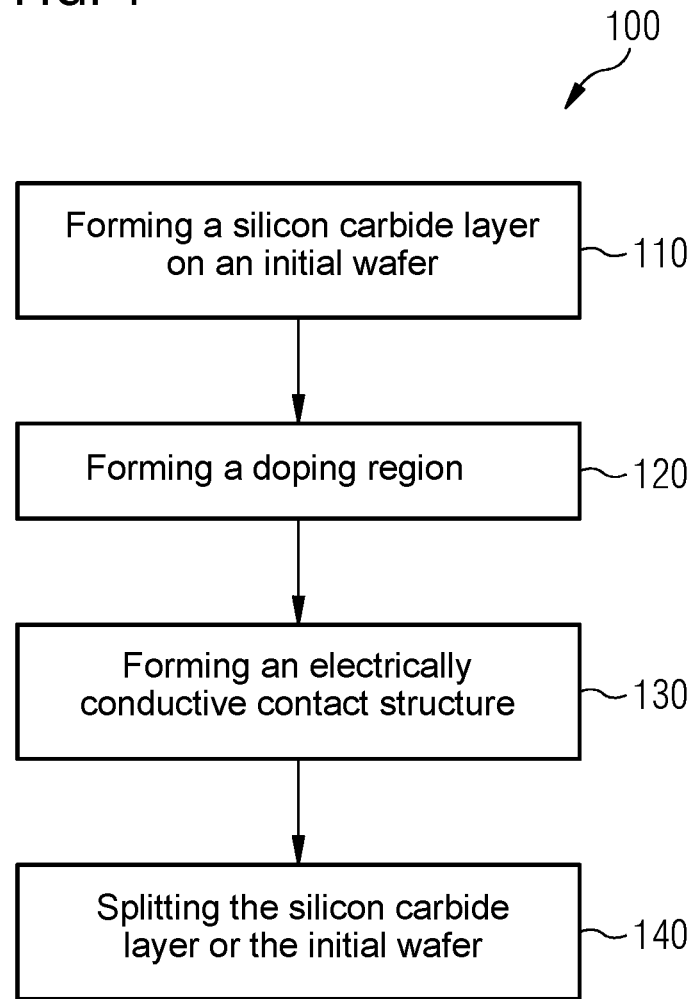 100
Forming a silicon carbide layer
on an initial wafer
110
Forming a doping region
120
Forming an electrically
conductive contact structure
130
Splitting the silicon carbide
layer or the initial wafer
140